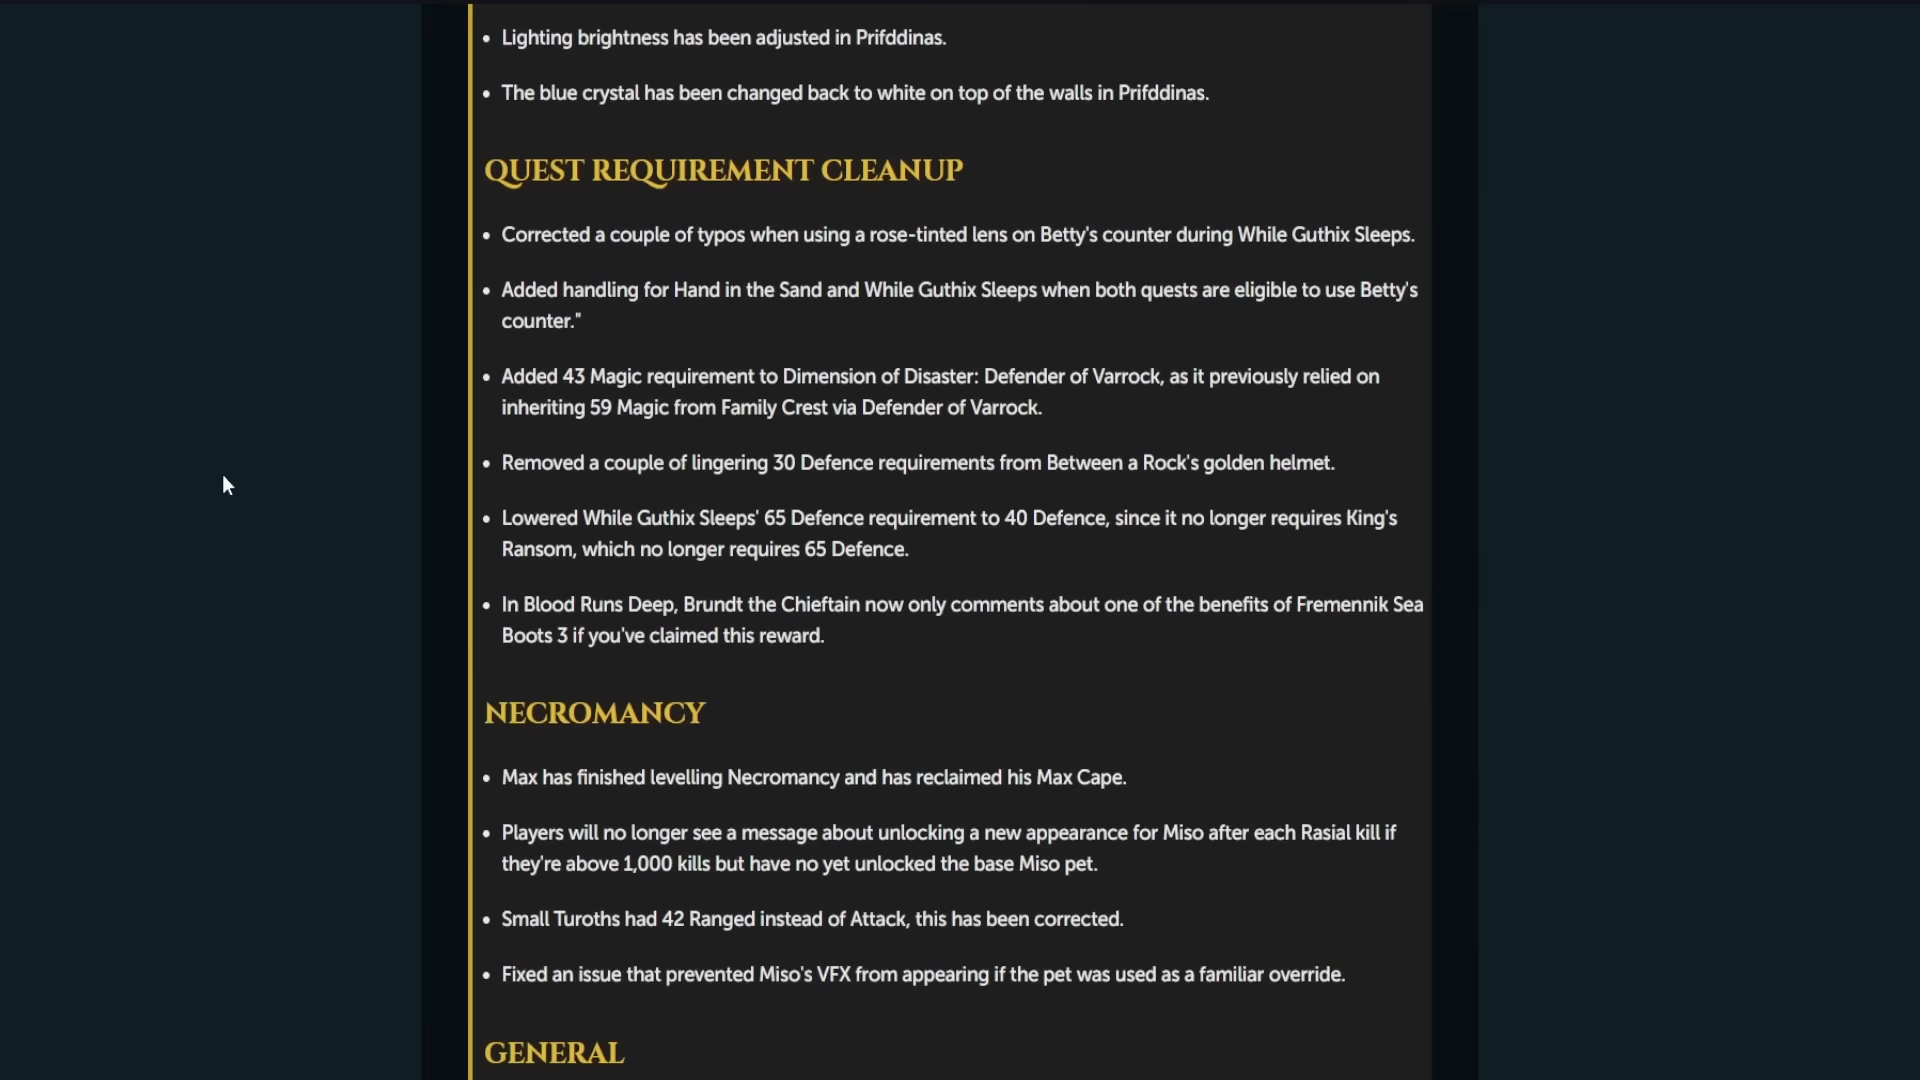 • Lighting brightness has been adjusted in Prifddinas.
• The blue crystal has been changed back to white on top of the walls in Prifddinas.
QUEST REQUIREMENT CLEANUP
• Corrected a couple of typos when using a rose-tinted lens on Betty's counter during While Guthix Sleeps.
• Added handling for Hand in the Sand and While Guthix Sleeps when both quests are eligible to use Betty's
counter."
• Added 43 Magic requirement to Dimension of Disaster: Defender of Varrock, as it previously relied on
inheriting 59 Magic from Family Crest via Defender of Varrock.
• Removed a couple of lingering 30 Defence requirements from Between a Rock's golden helmet.
• Lowered While Guthix Sleeps' 65 Defence requirement to 40 Defence, since it no longer requires King's
Ransom, which no longer requires 65 Defence.
• In Blood Runs Deep, Brundt the Chieftain now only comments about one of the benefits of Fremennik Sea
Boots 3 if you've claimed this reward.
NECROMANCY
• Max has finished levelling Necromancy and has reclaimed his Max Cape.
• Players will no longer see a message about unlocking a new appearance for Miso after each Rasial kill if
they're above 1,000 kills but have no yet unlocked the base Miso pet.
• Small Turoths had 42 Ranged instead of Attack, this has been corrected.
• Fixed an issue that prevented Miso's VFX from appearing if the pet was used as a familiar override.
GENERAL